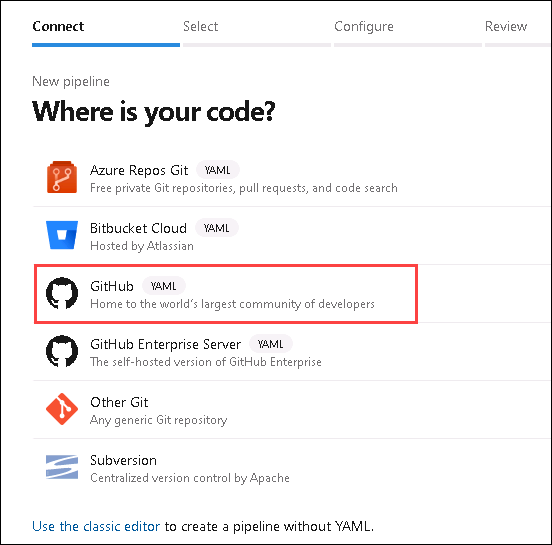 Connect Select Configure Review
New pipeline
Where is your code?
Azure Repos Git YAML
Free private Git repositories, pull requests, and code search
Bitbucket Cloud YAML
Hosted by Atlassian
GitHub YAML
Home to the world's largest community of developers
GitHub Enterprise Server YAML
The self-hosted version of GitHub Enterprise
Other Git
Any generic Git repository
Subversion
Centralized version control by Apache
Use the classic editor to create a pipeline without YAML.